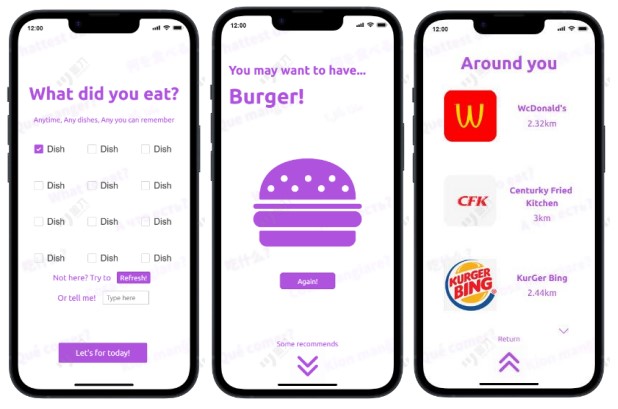 12:00
What did you eat?
Anytime, Any dishes, Any you can remember
Dish Dish Dish
Dish Dish Dish
Dish Dish Dish
Dish Dish Dish
Not here? Try to Refresh!
Or tell me! Type here
Let's for today!
12:00
You may want to have...
Burger!
Again!
Some recommends
12:00
Around you
W
WcDonald's
2.32km
CFK
Centurky Fried
Kitchen
3km
KURGER
BING
KurGer Bing
2.44km
Return